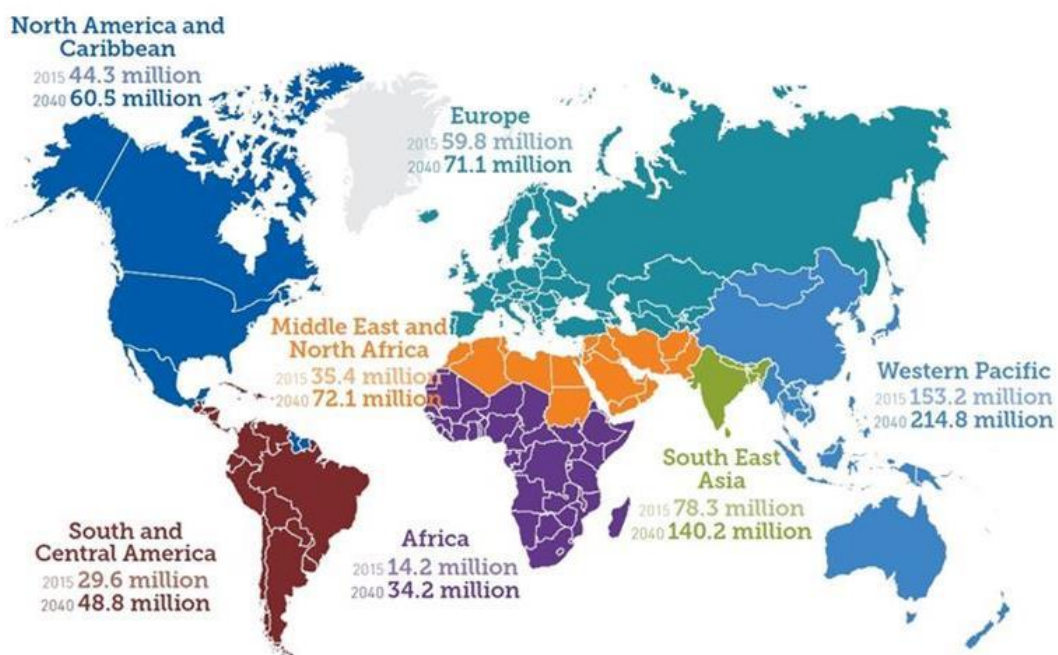 North America and
Caribbean
2015 44.3 million
2040 60.5 million
Europe
2015 59.8 million
2040 71.1 million
Middle East and
North Africa
2015 35.4 million
2040 72.1 million
Western Pacific
2015 153.2 million
2040 214.8 million
South East
Asia
2015 78.3 million
2040 140.2 million
South and
Central America
2015 29.6 million
2040 48.8 million
Africa
2015 14.2 million
2040 34.2 million